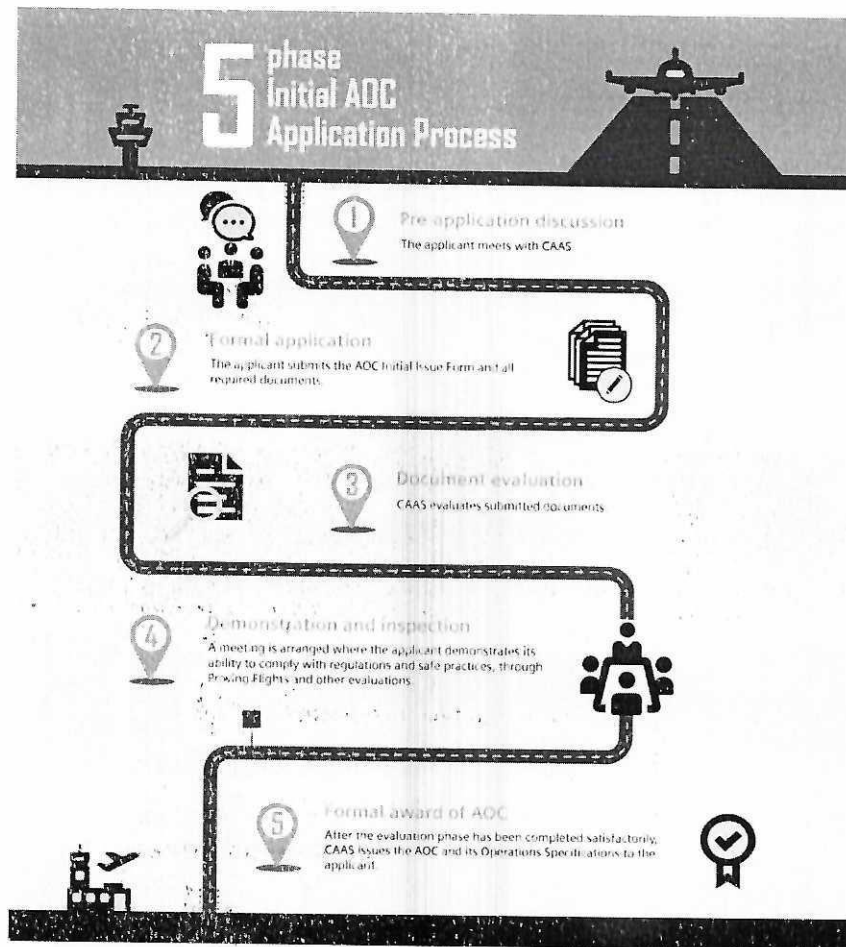 5
phase
Initial AOC
Application Process
1
Pre-application discussion
The applicant meets with CAAS
2
Formal application
The applicant submits the AOC Initial Issue Form and all
required documents.
3
Document evaluation
CAAS evaluates submitted documents
4
Demonstration and inspection
A meeting is arranged where the applicant demonstrates its
ability to comply with regulations and safe practices, through
Proving Flights and other evaluations.
5
Formal award of AOC
After the evaluation phase has been completed satisfactorily,
CAAS issues the AOC and its Operations Specifications to the
applicant.